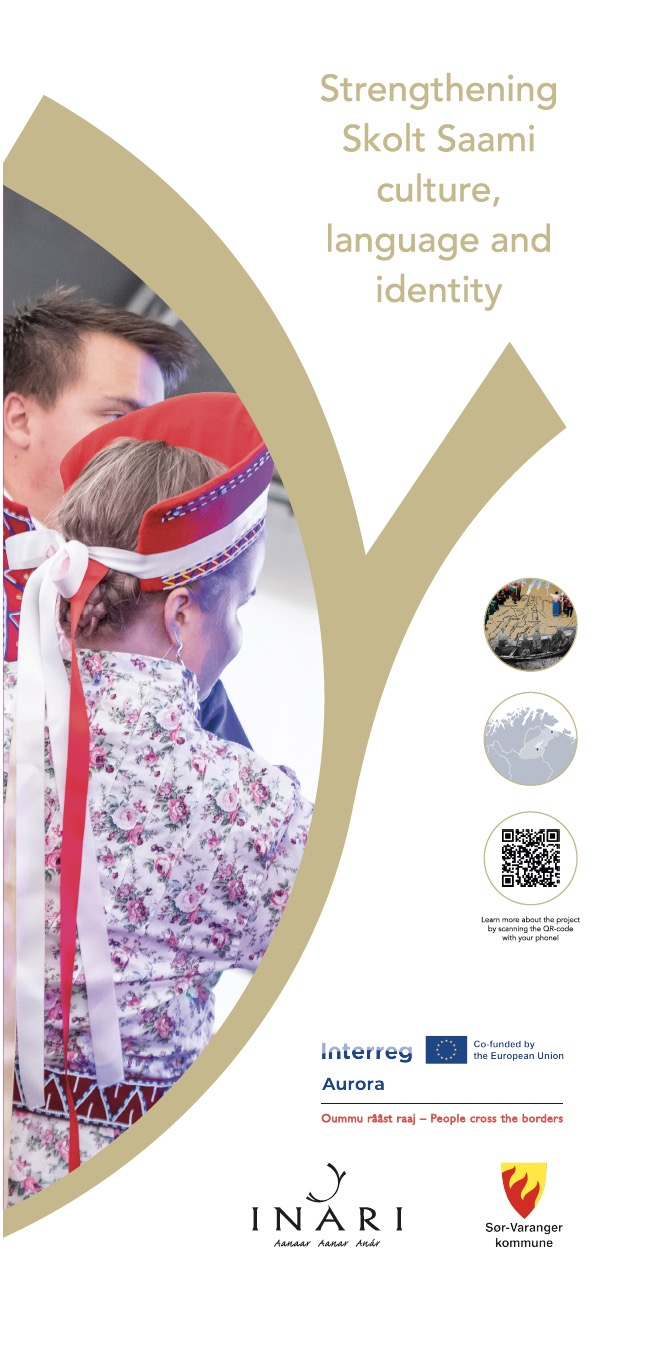 Strengthening
Skolt Saami
culture,
language and
identity
Learn more about the project
by scanning the QR-code
with your phone!
Interreg
Co-funded by
the European Union
Aurora
Oummu rââst raaj – People cross the borders
INARI
Aanaar Aanar Anár
Sør-Varanger
kommune